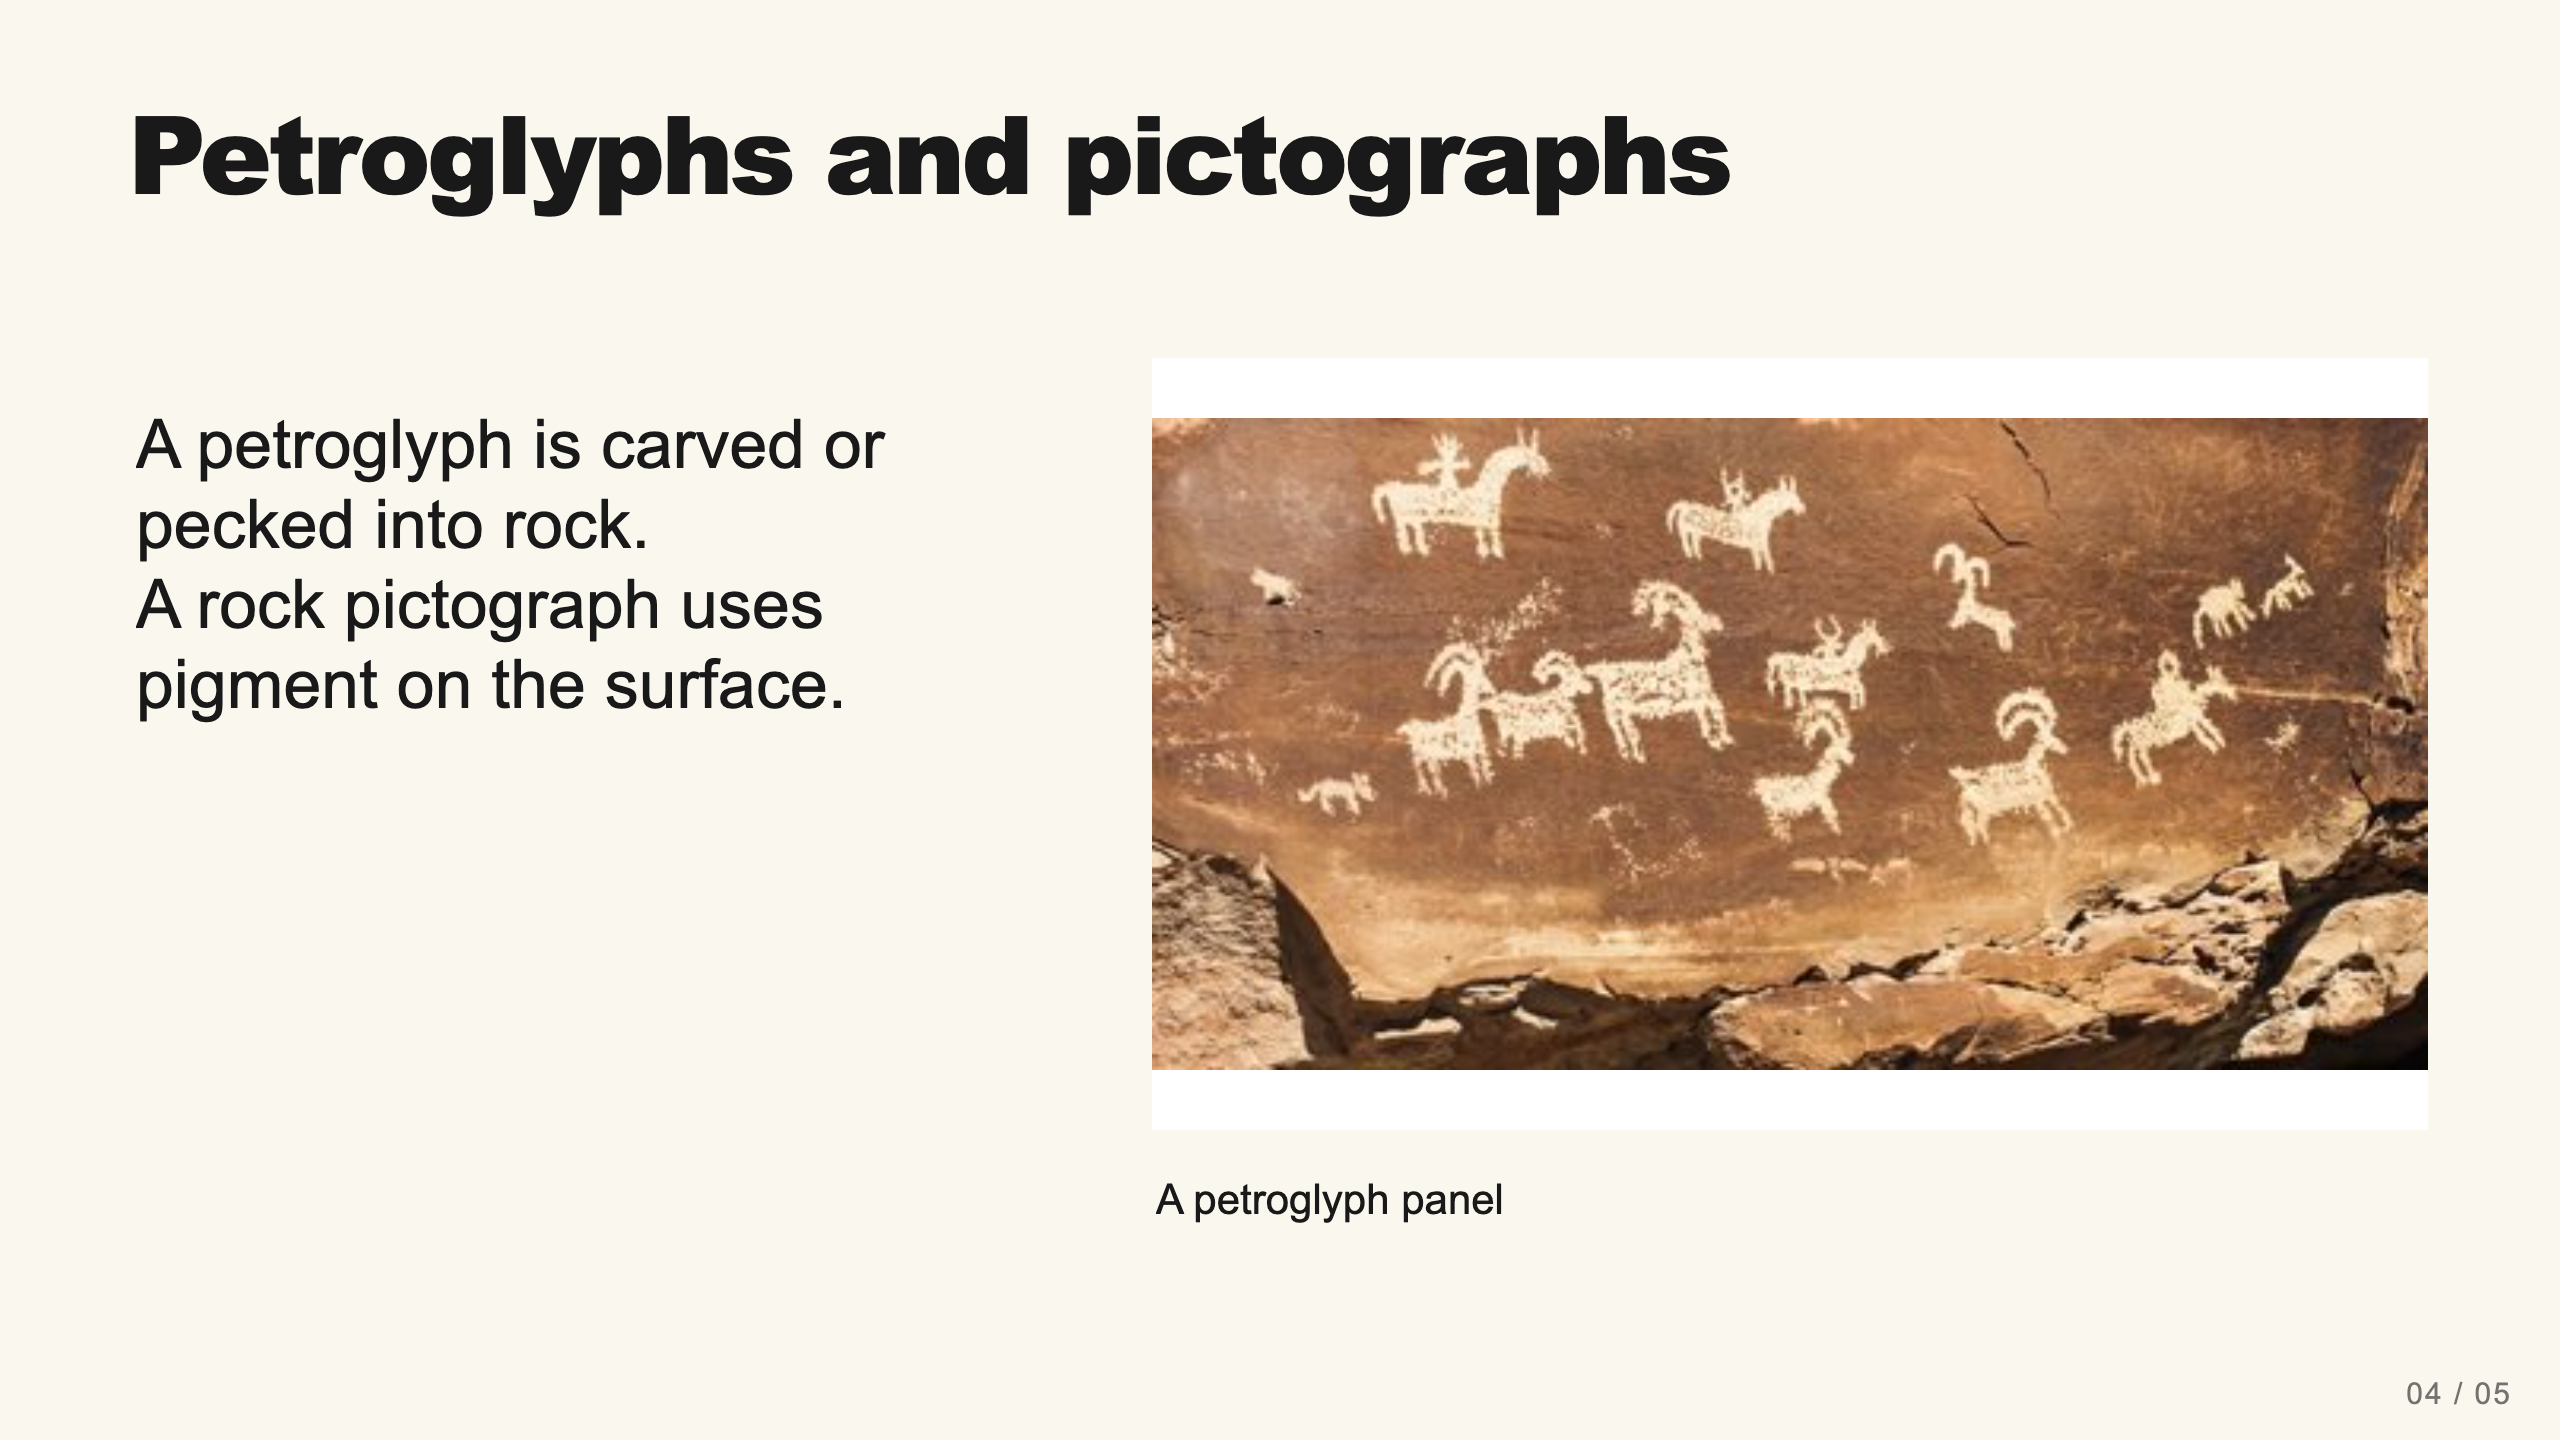 Petroglyphs and pictographs
A petroglyph is carved or
pecked into rock.
A rock pictograph uses
pigment on the surface.
A petroglyph panel
04 / 05